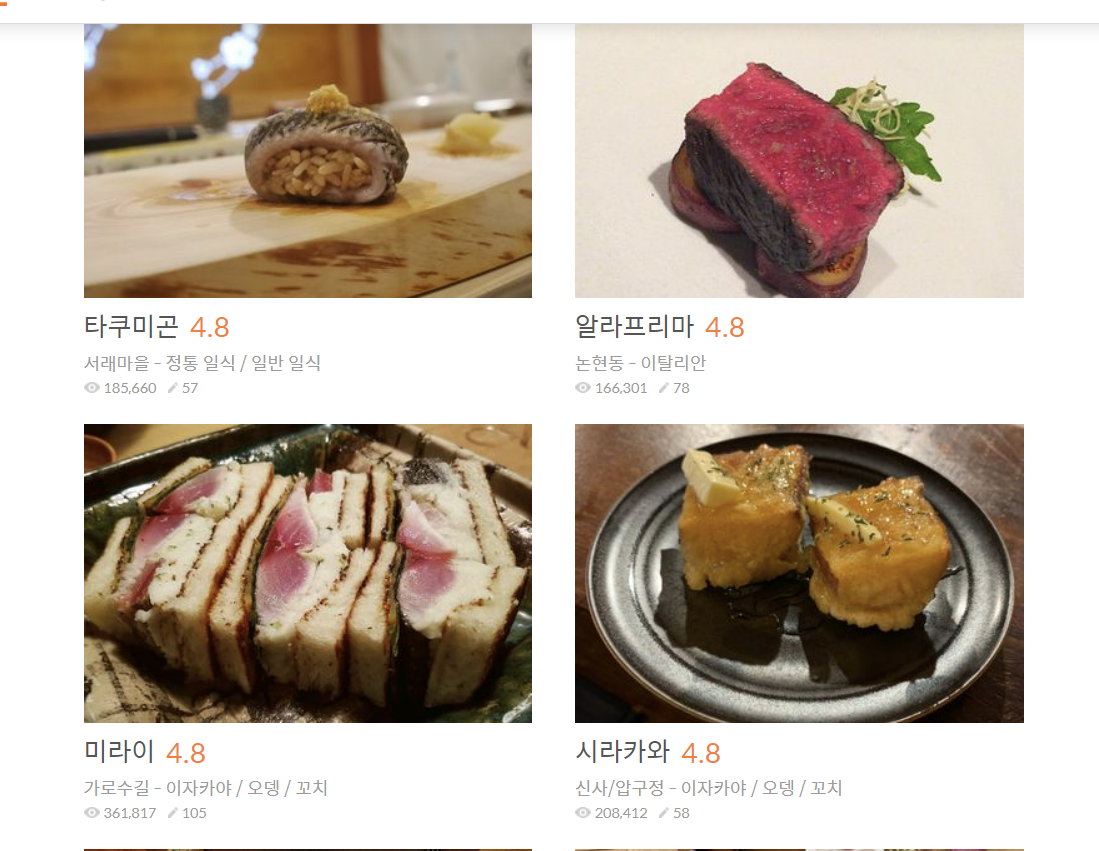 타쿠미곤 4.8
서래마을 - 정통 일식 / 일반 일식
185,660 57
알라프리마 4.8
논현동 - 이탈리안
166,301 78
미라이 4.8
가로수길 - 이자카야 / 오뎅 / 꼬치
361,817 105
시라카와 4.8
신사/압구정 - 이자카야 / 오뎅 / 꼬치
208,412 58